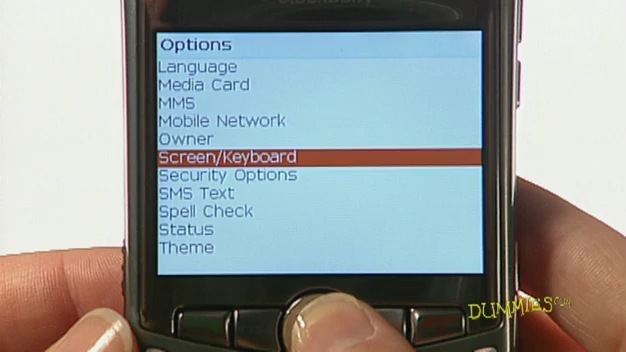 Options
Language
Media Card
MMS
Mobile Network
Owner
Screen/Keyboard
Security Options
SMS Text
Spell Check
Status
Theme
DUMMIES.COM